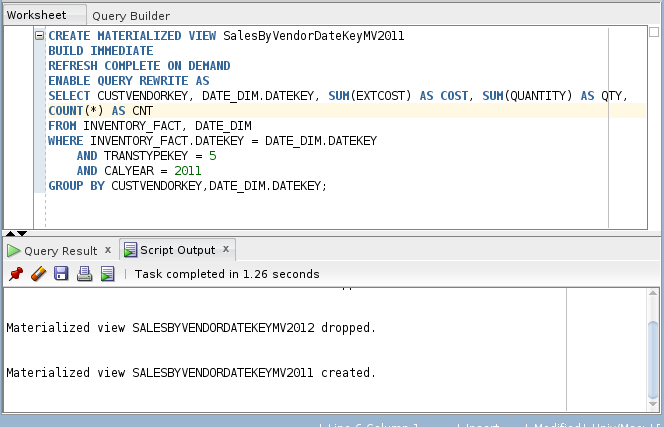 Worksheet Query Builder
CREATE MATERIALIZED VIEW SalesByVendorDateKeyMV2011
BUILD IMMEDIATE
REFRESH COMPLETE ON DEMAND
ENABLE QUERY REWRITE AS
SELECT CUSTVENDORKEY, DATE_DIM.DATEKEY, SUM(EXTCOST) AS COST, SUM(QUANTITY) AS QTY,
COUNT(*) AS CNT
FROM INVENTORY_FACT, DATE_DIM
WHERE INVENTORY_FACT.DATEKEY = DATE_DIM.DATEKEY
AND TRANSTYPEKEY = 5
AND CALYEAR = 2011
GROUP BY CUSTVENDORKEY,DATE_DIM.DATEKEY;
Query Result x Script Output x
Task completed in 1.26 seconds
Materialized view SALESBYVENDORDATEKEYMV2012 dropped.
Materialized view SALESBYVENDORDATEKEYMV2011 created.